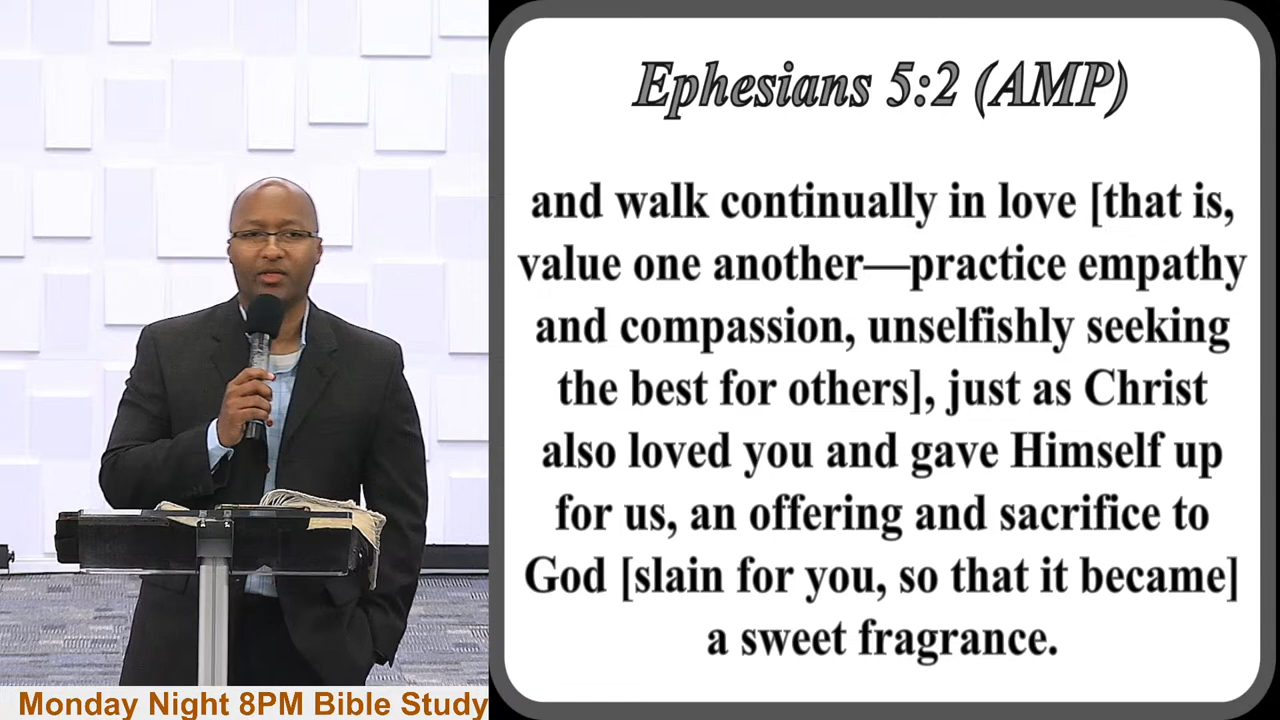 Ephesians 5:2 (AMP)
and walk continually in love [that is,
value one another—practice empathy
and compassion, unselfishly seeking
the best for others], just as Christ
also loved you and gave Himself up
for us, an offering and sacrifice to
God [slain for you, so that it became]
a sweet fragrance.
Monday Night 8PM Bible Study